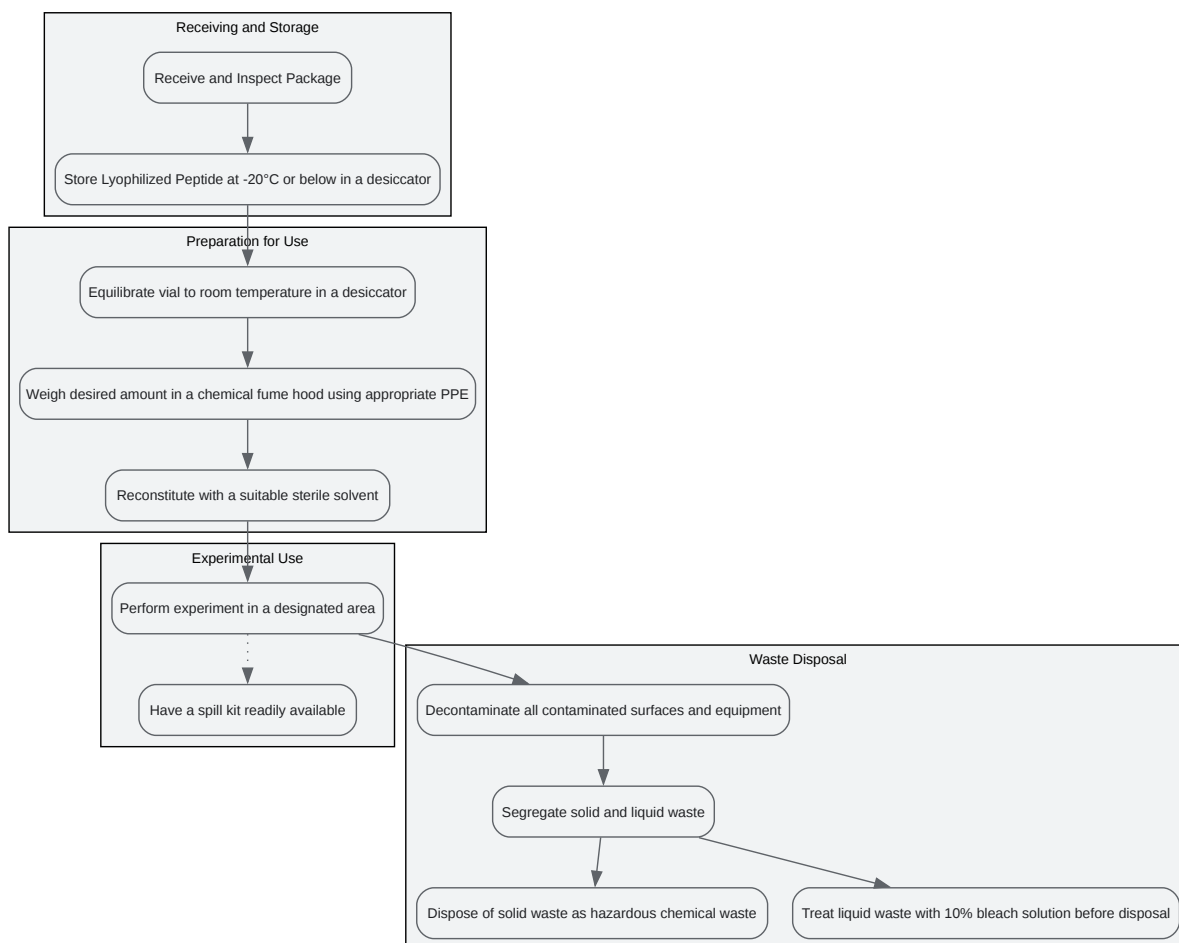 Receiving and Storage
Receive and Inspect Package
Store Lyophilized Peptide at -20°C or below in a desiccator
Preparation for Use
Equilibrate vial to room temperature in a desiccator
Weigh desired amount in a chemical fume hood using appropriate PPE
Reconstitute with a suitable sterile solvent
Experimental Use
Perform experiment in a designated area
Have a spill kit readily available
Waste Disposal
Decontaminate all contaminated surfaces and equipment
Segregate solid and liquid waste
Dispose of solid waste as hazardous chemical waste
Treat liquid waste with 10% bleach solution before disposal